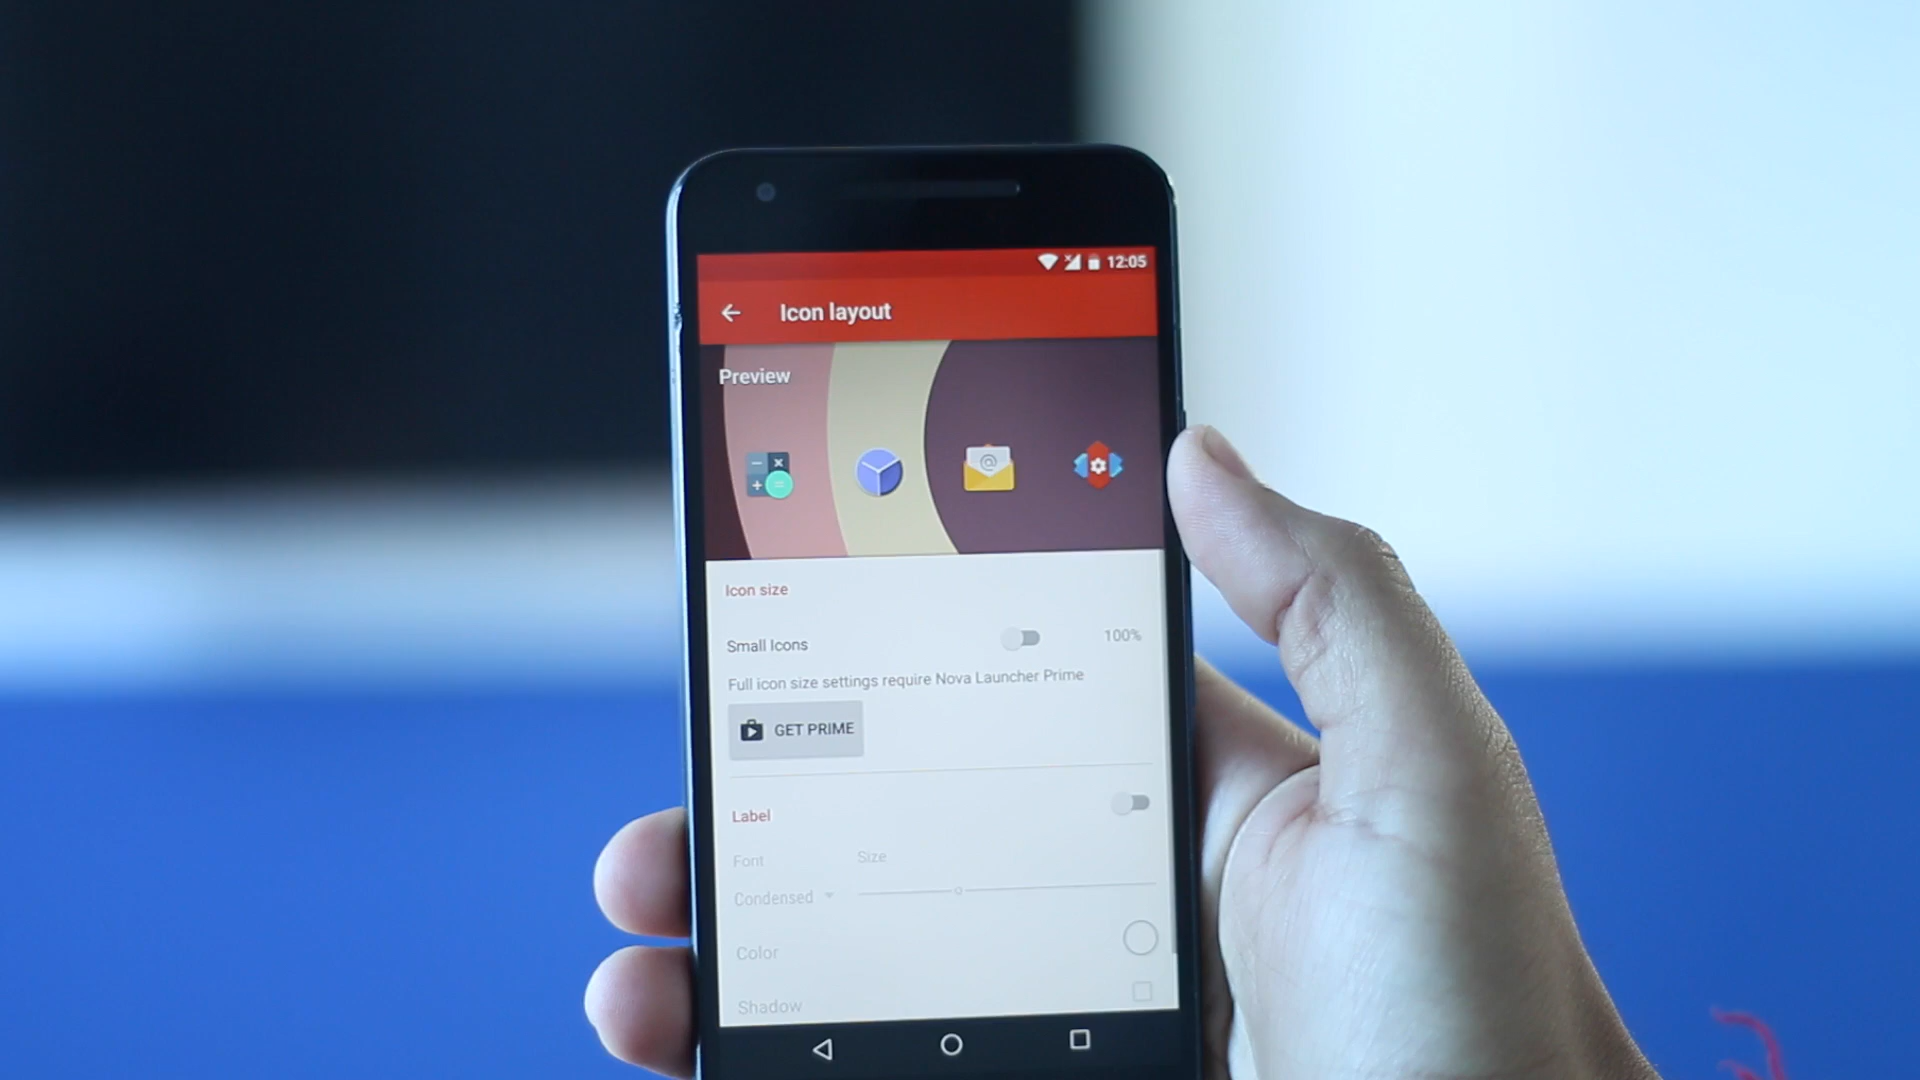 12:05
Icon layout
Preview
Icon size
Small Icons 100%
Full icon size settings require Nova Launcher Prime
GET PRIME
Label
Font Size
Condensed
Color
Shadow